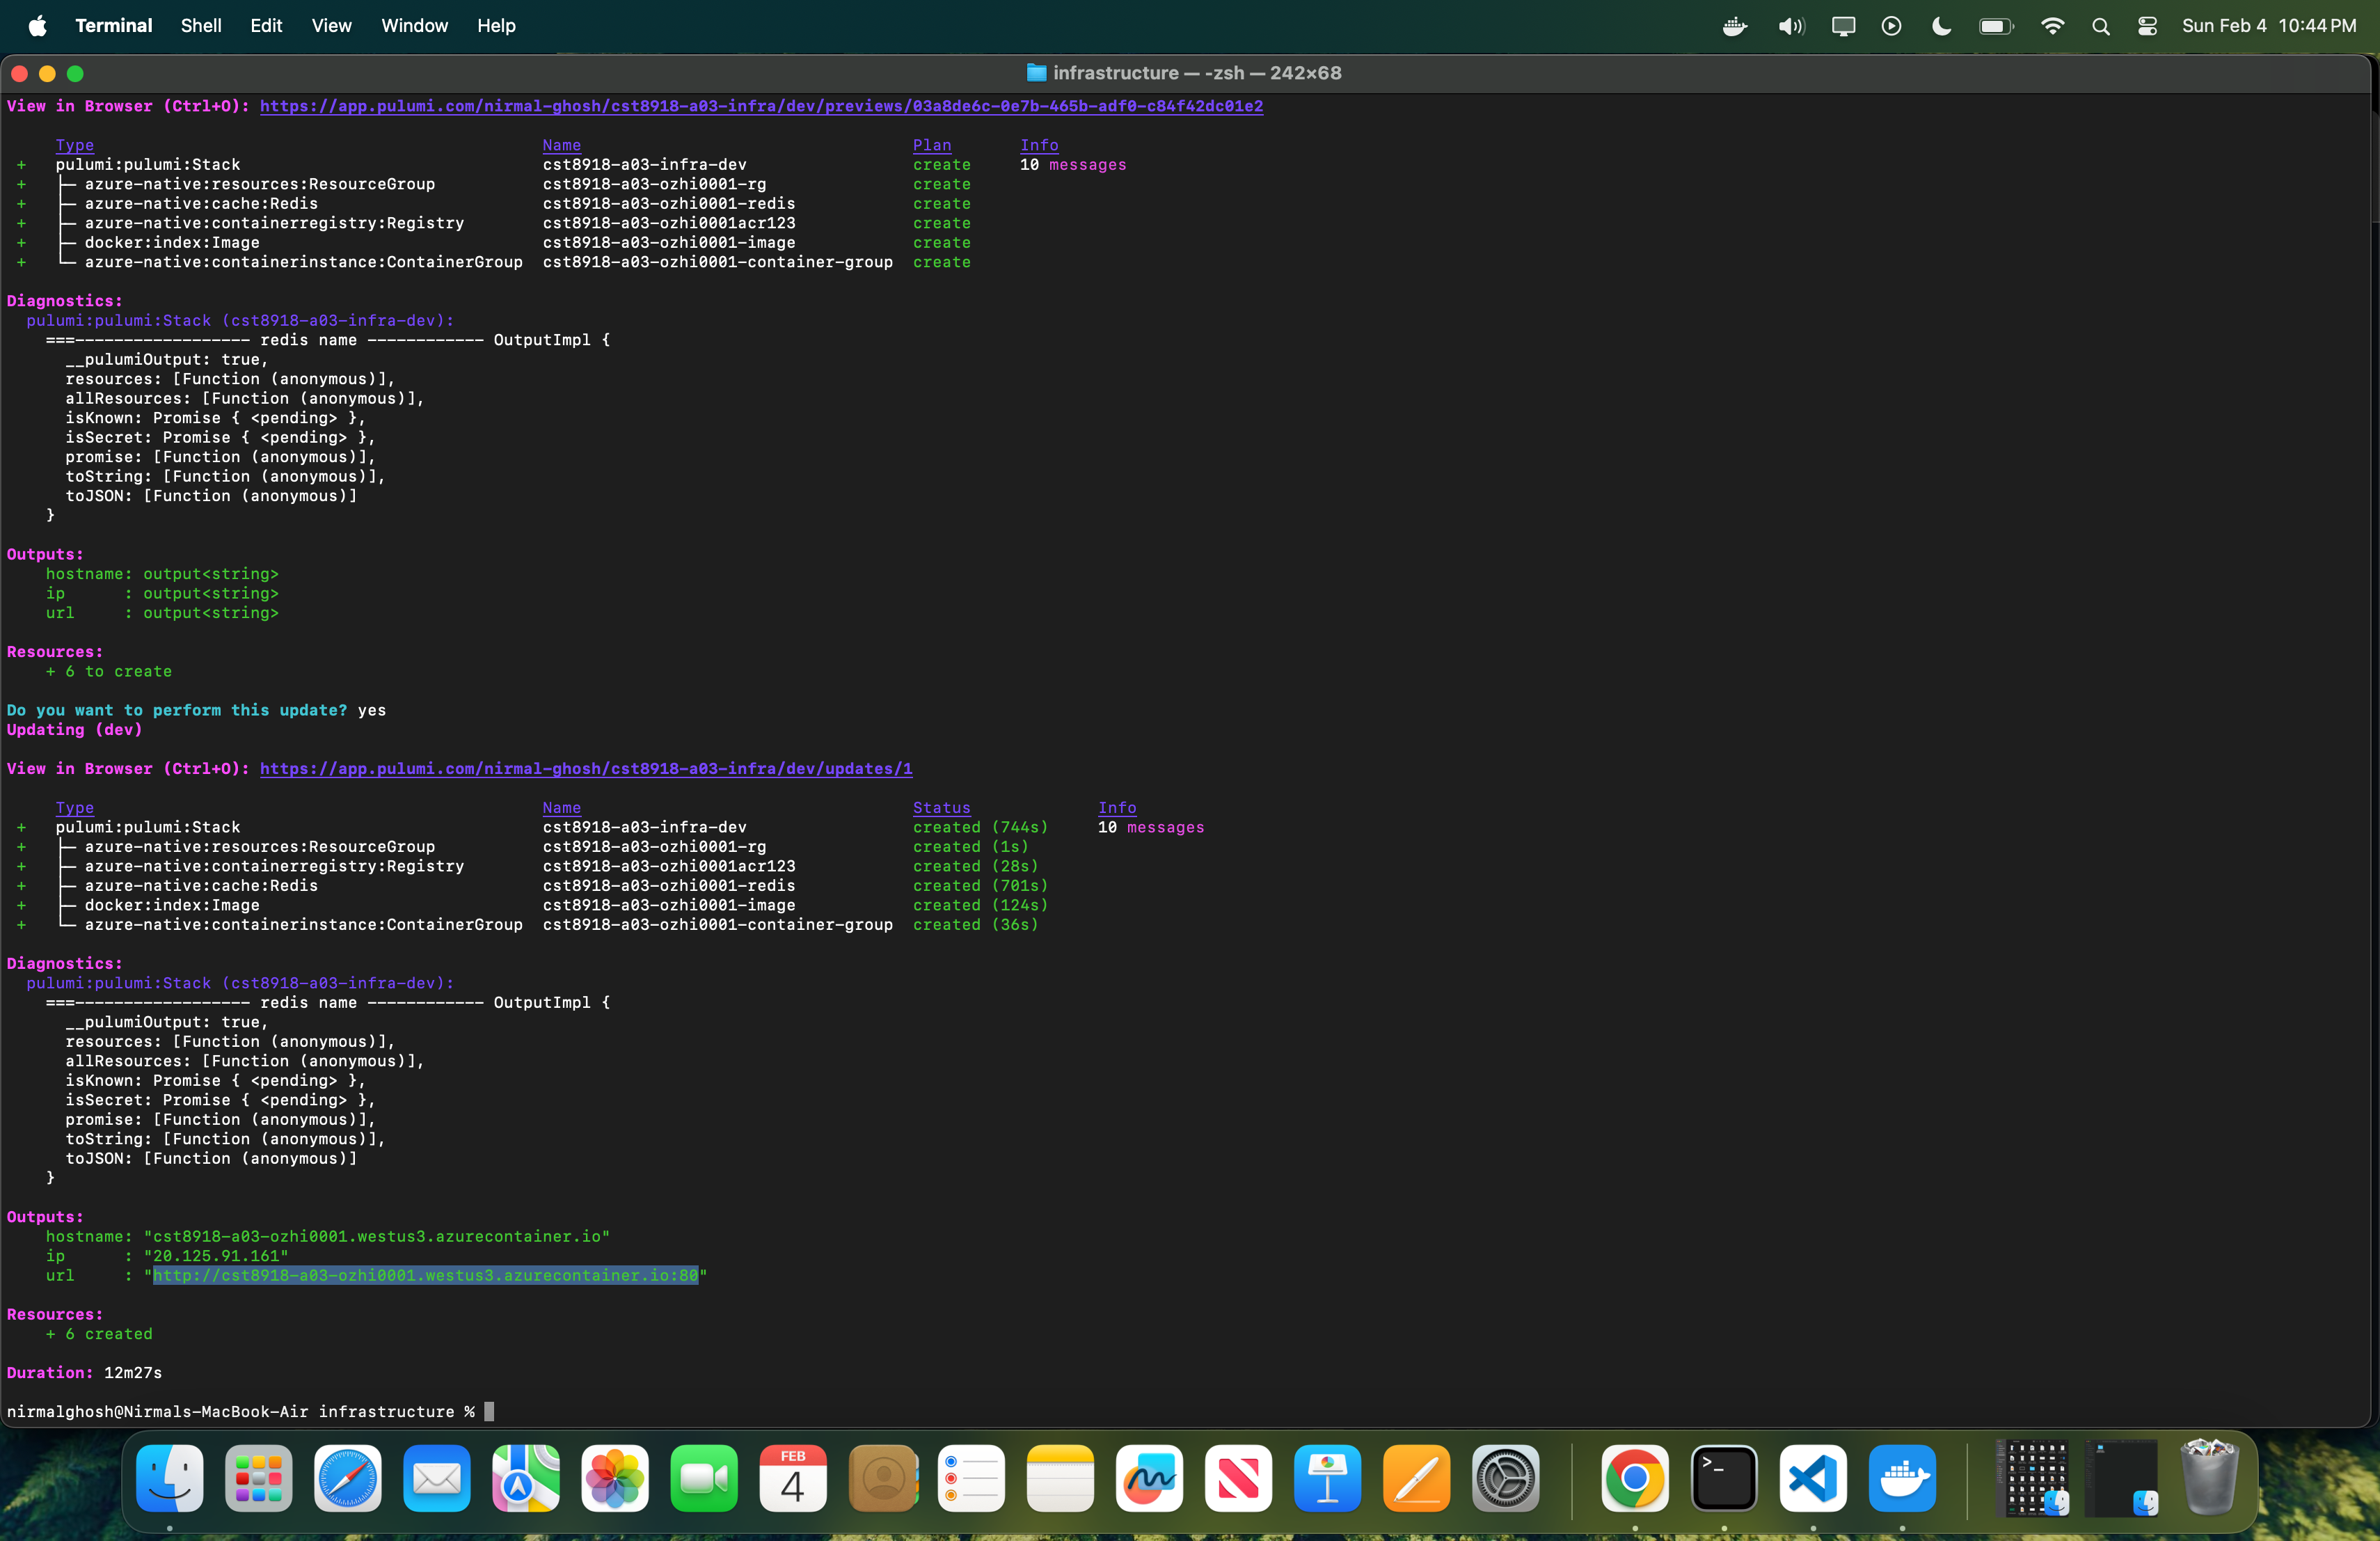 Terminal Shell Edit View Window Help Sun Feb 4 10:44 PM
infrastructure — -zsh — 242×68
View in Browser (Ctrl+O): https://app.pulumi.com/nirmal-ghosh/cst8918-a03-infra/dev/previews/03a8de6c-0e7b-465b-adf0-c84f42dc01e2
Type Name Plan Info
+ pulumi:pulumi:Stack cst8918-a03-infra-dev create 10 messages
+ ├─ azure-native:resources:ResourceGroup cst8918-a03-ozhi0001-rg create
+ ├─ azure-native:cache:Redis cst8918-a03-ozhi0001-redis create
+ ├─ azure-native:containerregistry:Registry cst8918-a03-ozhi0001acr123 create
+ ├─ docker:index:Image cst8918-a03-ozhi0001-image create
+ └─ azure-native:containerinstance:ContainerGroup cst8918-a03-ozhi0001-container-group create
Diagnostics:
pulumi:pulumi:Stack (cst8918-a03-infra-dev):
===------------------ redis name ------------ OutputImpl {
__pulumiOutput: true,
resources: [Function (anonymous)],
allResources: [Function (anonymous)],
isKnown: Promise { <pending> },
isSecret: Promise { <pending> },
promise: [Function (anonymous)],
toString: [Function (anonymous)],
toJSON: [Function (anonymous)]
}
Outputs:
hostname: output<string>
ip : output<string>
url : output<string>
Resources:
+ 6 to create
Do you want to perform this update? yes
Updating (dev)
View in Browser (Ctrl+O): https://app.pulumi.com/nirmal-ghosh/cst8918-a03-infra/dev/updates/1
Type Name Status Info
+ pulumi:pulumi:Stack cst8918-a03-infra-dev created (744s) 10 messages
+ ├─ azure-native:resources:ResourceGroup cst8918-a03-ozhi0001-rg created (1s)
+ ├─ azure-native:containerregistry:Registry cst8918-a03-ozhi0001acr123 created (28s)
+ ├─ azure-native:cache:Redis cst8918-a03-ozhi0001-redis created (701s)
+ ├─ docker:index:Image cst8918-a03-ozhi0001-image created (124s)
+ └─ azure-native:containerinstance:ContainerGroup cst8918-a03-ozhi0001-container-group created (36s)
Diagnostics:
pulumi:pulumi:Stack (cst8918-a03-infra-dev):
===------------------ redis name ------------ OutputImpl {
__pulumiOutput: true,
resources: [Function (anonymous)],
allResources: [Function (anonymous)],
isKnown: Promise { <pending> },
isSecret: Promise { <pending> },
promise: [Function (anonymous)],
toString: [Function (anonymous)],
toJSON: [Function (anonymous)]
}
Outputs:
hostname: "cst8918-a03-ozhi0001.westus3.azurecontainer.io"
ip : "20.125.91.161"
url : "http://cst8918-a03-ozhi0001.westus3.azurecontainer.io:80"
Resources:
+ 6 created
Duration: 12m27s
nirmalghosh@Nirmals-MacBook-Air infrastructure %
FEB
4